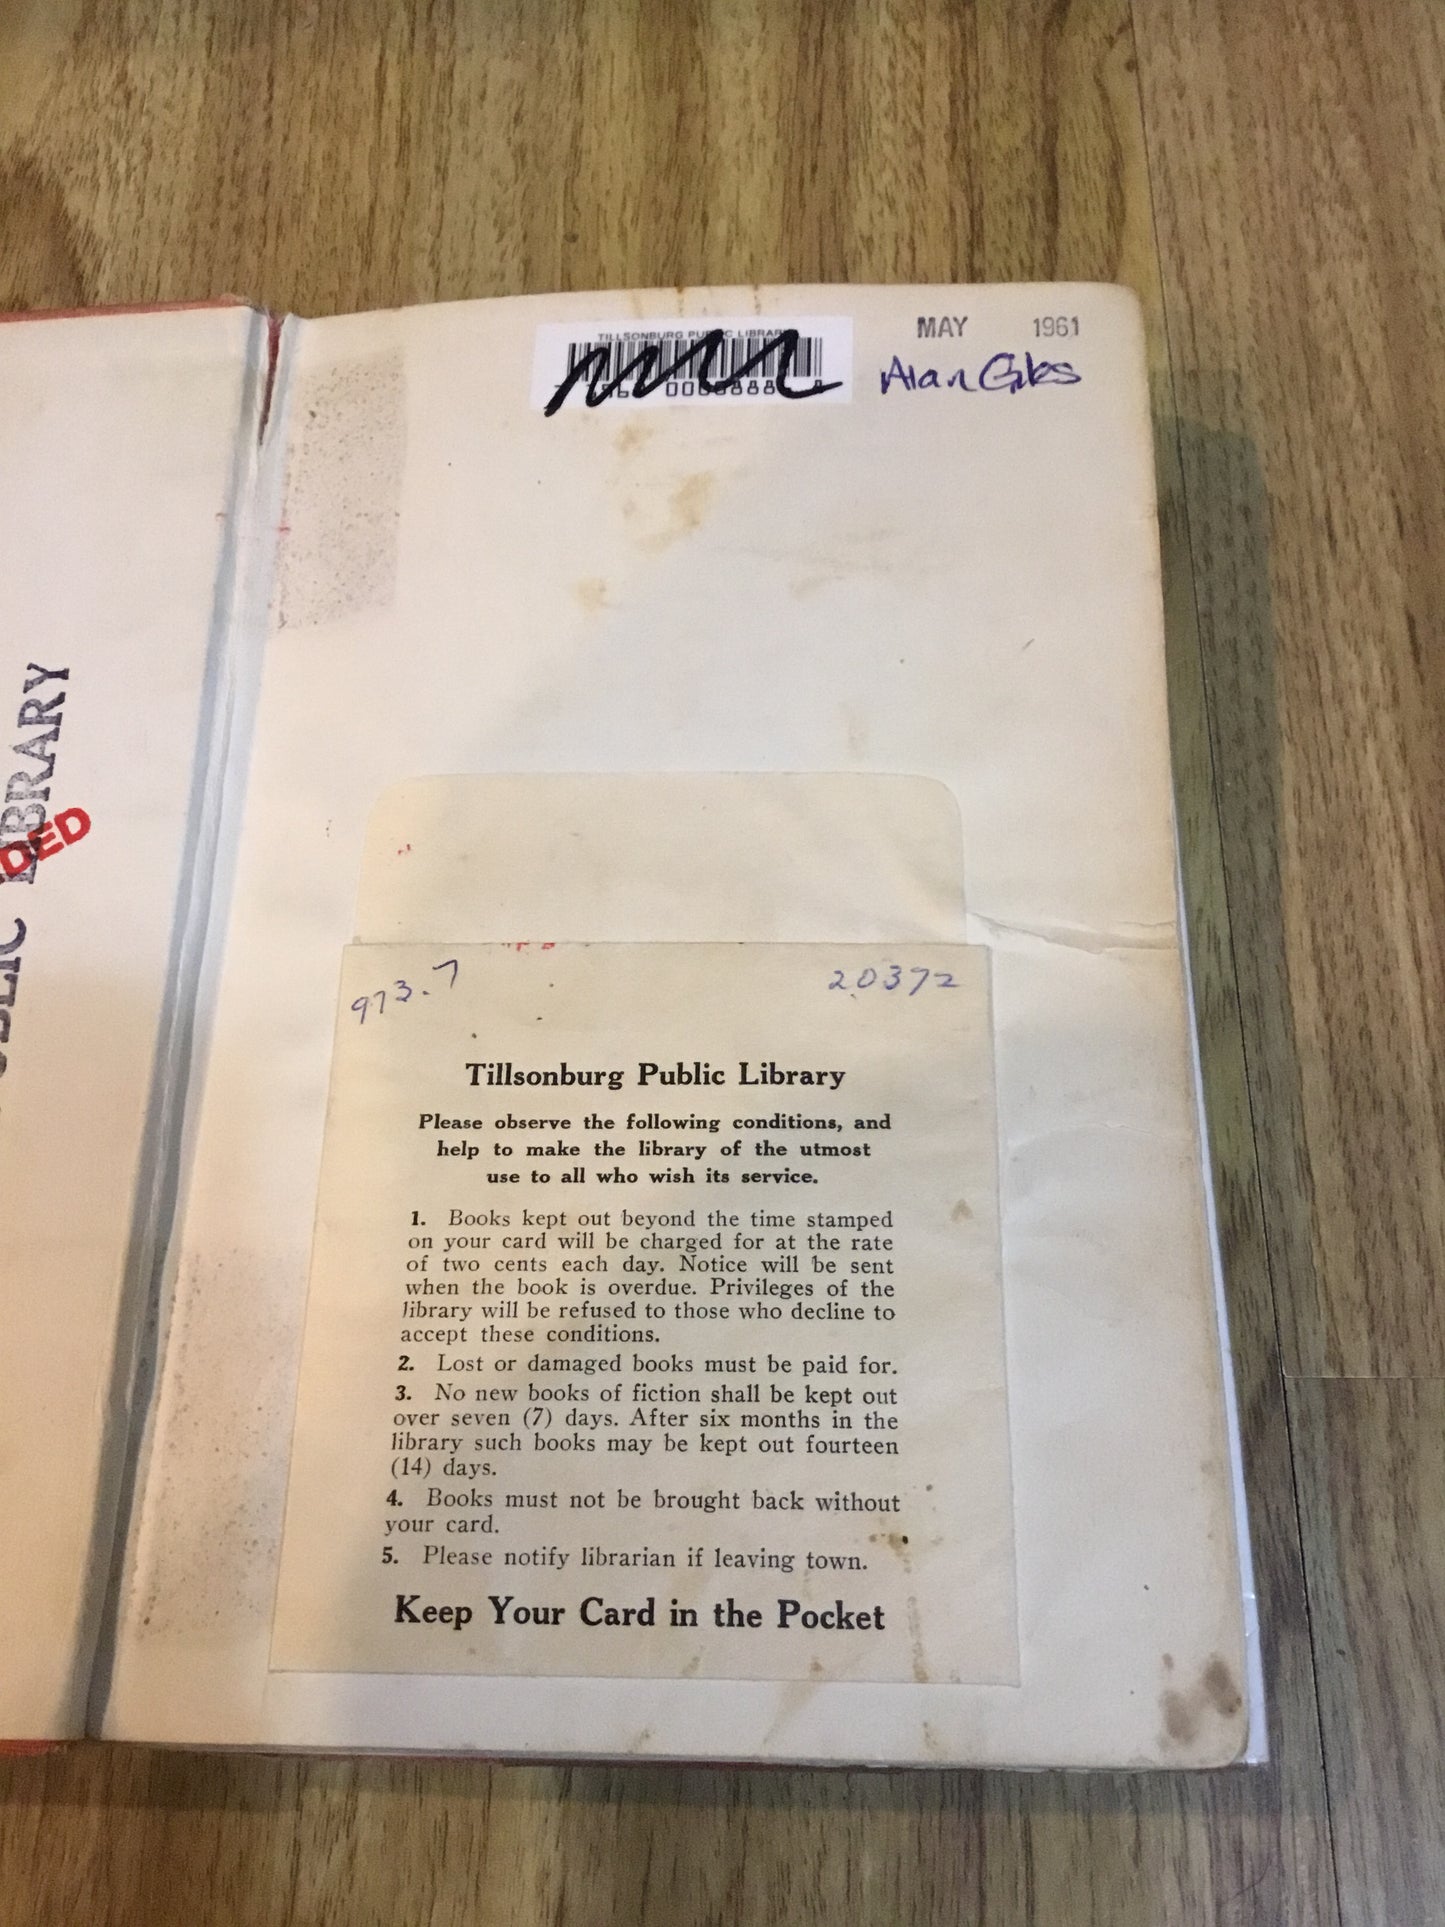 TILLSONBURG PUBLIC LIBRARY
MAY 1961
Alan Giles
LIBRARY
973.7 20372
Tillsonburg Public Library
Please observe the following conditions, and
help to make the library of the utmost
use to all who wish its service.
1. Books kept out beyond the time stamped
on your card will be charged for at the rate
of two cents each day. Notice will be sent
when the book is overdue. Privileges of the
library will be refused to those who decline to
accept these conditions.
2. Lost or damaged books must be paid for.
3. No new books of fiction shall be kept out
over seven (7) days. After six months in the
library such books may be kept out fourteen
(14) days.
4. Books must not be brought back without
your card.
5. Please notify librarian if leaving town.
Keep Your Card in the Pocket